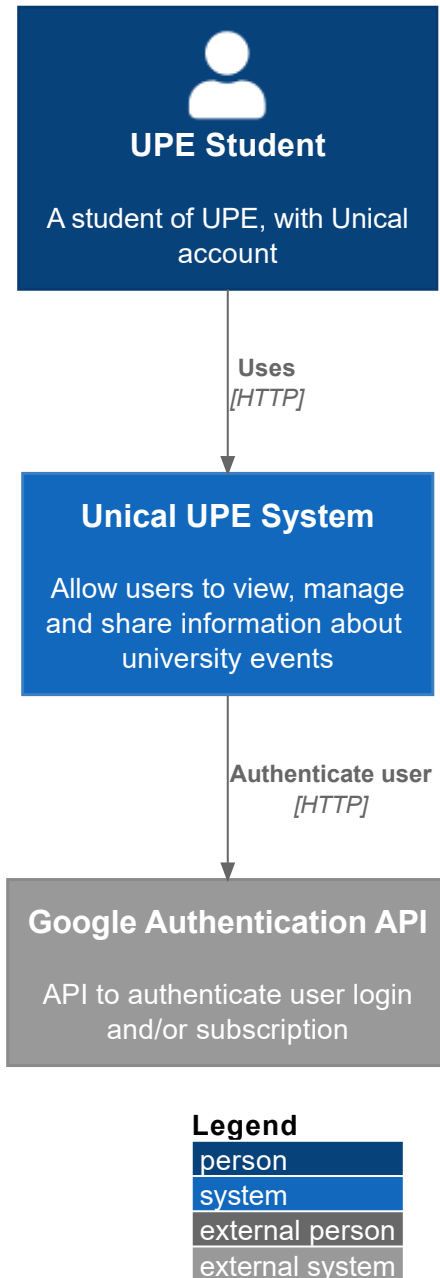 UPE Student
A student of UPE, with Unical
account
Uses
[HTTP]
Unical UPE System
Allow users to view, manage
and share information about
university events
Authenticate user
[HTTP]
Google Authentication API
API to authenticate user login
and/or subscription
Legend
person
system
external person
external system